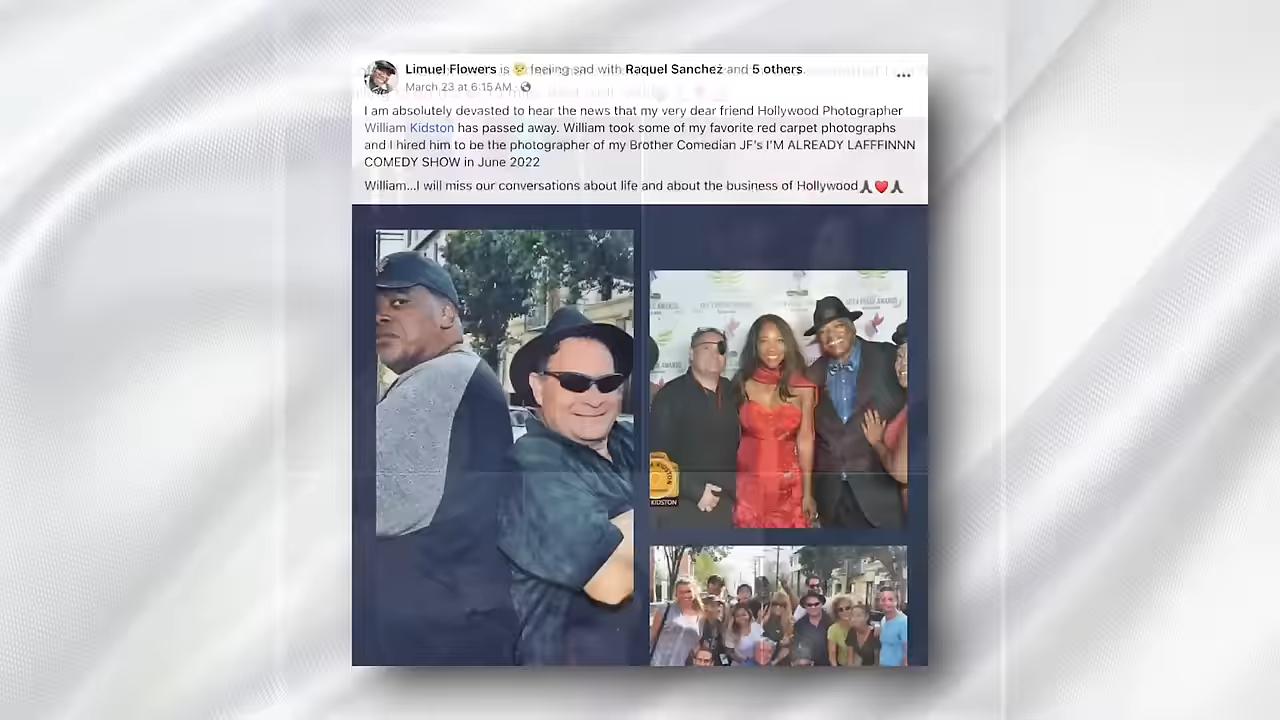 Limuel Flowers is 😢 feeling sad with Raquel Sanchez and 5 others.
March 23 at 6:15 AM ·
I am absolutely devasted to hear the news that my very dear friend Hollywood Photographer
William Kidston has passed away. William took some of my favorite red carpet photographs
and I hired him to be the photographer of my Brother Comedian JF's I'M ALREADY LAFFFINNN
COMEDY SHOW in June 2022
William...I will miss our conversations about life and about the business of Hollywood🙏🏿❤️🙏🏿
KIDSTON